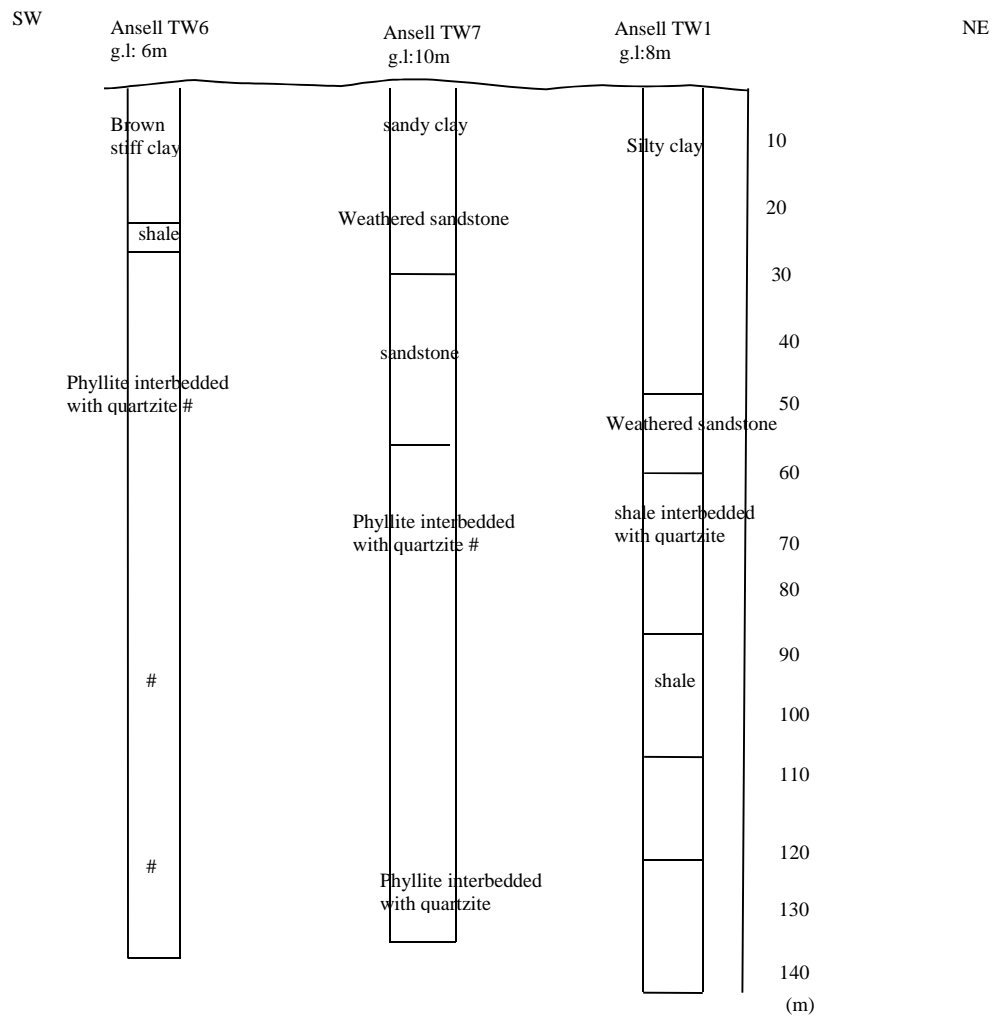 SW
Ansell TW6
g.l: 6m
Ansell TW7
g.l:10m
Ansell TW1
g.l:8m
NE
Brown
stiff clay
shale
Phyllite interbedded
with quartzite #
#
#
sandy clay
Weathered sandstone
sandstone
Phyllite interbedded
with quartzite #
Phyllite interbedded
with quartzite
Silty clay
Weathered sandstone
shale interbedded
with quartzite
shale
10
20
30
40
50
60
70
80
90
100
110
120
130
140
(m)